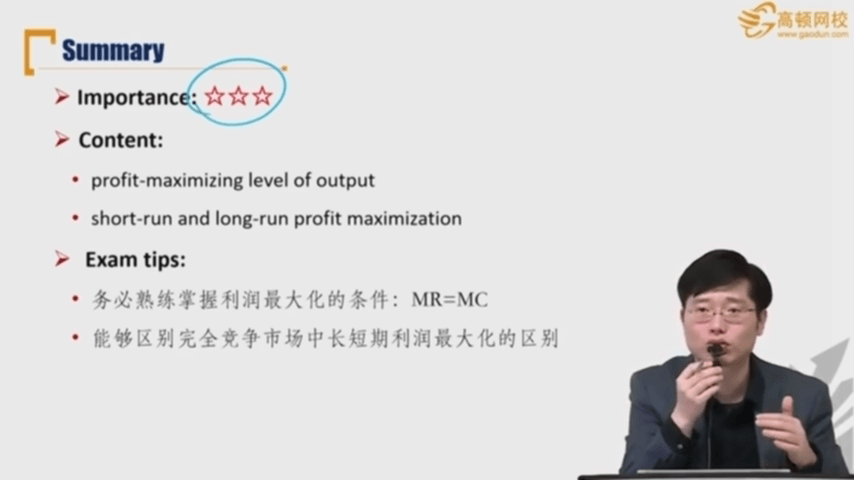 高顿网校
www.gaodun.com
Summary
Importance: ☆☆☆
Content:
profit-maximizing level of output
short-run and long-run profit maximization
Exam tips:
务必熟练掌握利润最大化的条件：MR=MC
能够区别完全竞争市场中长短期利润最大化的区别